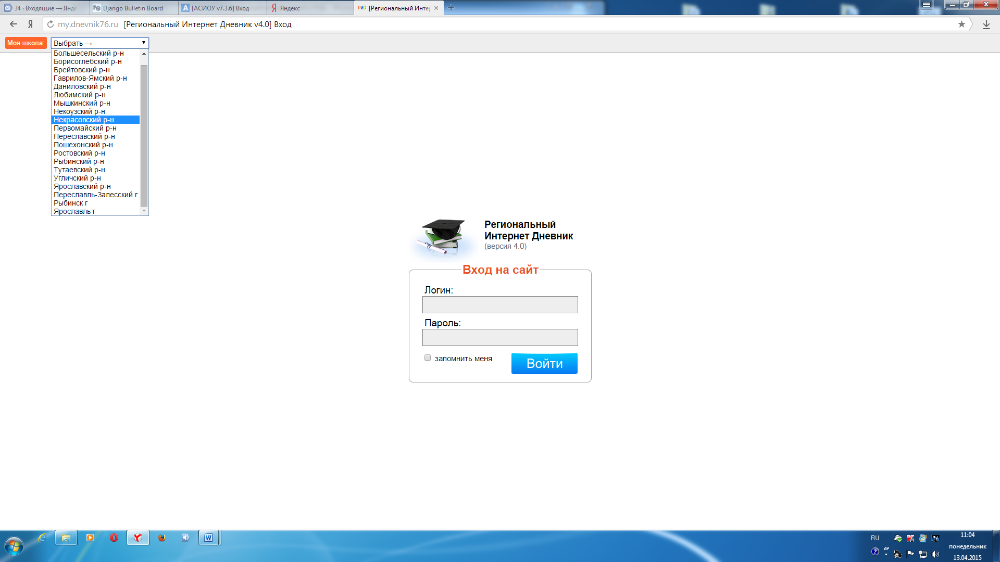 34 · Входящие — Янде
Django Bulletin Board
[АСИОУ v7.3.6] Вход
Яндекс
РИД [Региональный Интер
my.dnevnik76.ru [Региональный Интернет Дневник v4.0] Вход
Моя школа: Выбрать →
Большесельский р-н
Борисоглебский р-н
Брейтовский р-н
Гаврилов-Ямский р-н
Даниловский р-н
Любимский р-н
Мышкинский р-н
Некоузский р-н
Некрасовский р-н
Первомайский р-н
Переславский р-н
Пошехонский р-н
Ростовский р-н
Рыбинский р-н
Тутаевский р-н
Угличский р-н
Ярославский р-н
Переславль-Залесский г
Рыбинск г
Ярославль г
Региональный
Интернет Дневник
(версия 4.0)
Вход на сайт
Логин:
Пароль:
запомнить меня
Войти
RU
11:04
понедельник
13.04.2015